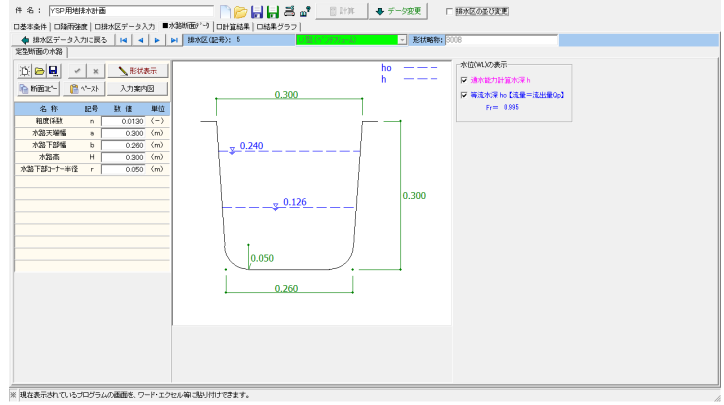 件 名： YSP用地排水計画 計算 データ変更 排水区の並び変更
□基本条件 □降雨強度 □排水区データ入力 ■水路断面ﾃﾞｰﾀ □計算結果 □結果グラフ
排水区データ入力に戻る 排水区(記号)： 5 形状略称： 300B
定型断面の水路
形状表示
断面ｺﾋﾟｰ ﾍﾟｰｽﾄ 入力案内図
名 称 記号 数 値 単位
粗度係数 n 0.0130 (－)
水路天端幅 a 0.300 (m)
水路下部幅 b 0.260 (m)
水路高 H 0.300 (m)
水路下部ｺｰﾅｰ半径 r 0.050 (m)
ho
h
0.300
0.240
0.126
0.300
0.050
0.260
水位(WL)の表示
通水能力計算水深 h
等流水深 ho【流量＝流出量Qp】
Fr＝ 0.995
※ 現在表示されているプログラムの画面を、ワード・エクセル等に貼り付けできます。